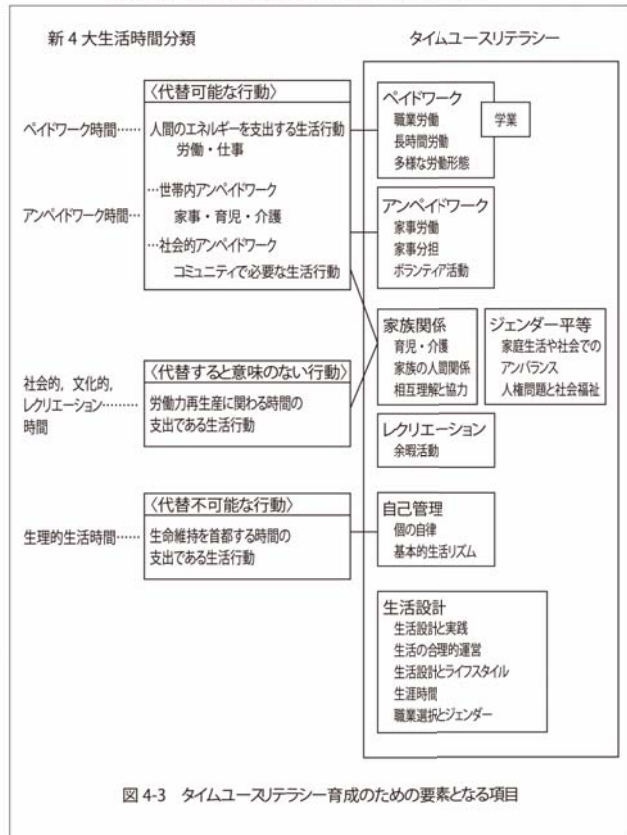 新４大生活時間分類
タイムユースリテラシー
ペイドワーク時間……
アンペイドワーク時間…
社会的，文化的，
レクリエーション………
時間
生理的生活時間……
〈代替可能な行動〉
人間のエネルギーを支出する生活行動
労働・仕事
…世帯内アンペイドワーク
家事・育児・介護
…社会的アンペイドワーク
コミュニティで必要な生活行動
〈代替すると意味のない行動〉
労働力再生産に関わる時間の
支出である生活行動
〈代替不可能な行動〉
生命維持を首都する時間の
支出である生活行動
ペイドワーク
職業労働
長時間労働
多様な労働形態
学業
アンペイドワーク
家事労働
家事分担
ボランティア活動
家族関係
育児・介護
家族の人間関係
相互理解と協力
ジェンダー平等
家庭生活や社会での
アンバランス
人権問題と社会福祉
レクリエーション
余暇活動
自己管理
個の自律
基本的生活リズム
生活設計
生活設計と実践
生活の合理的運営
生活設計とライフスタイル
生涯時間
職業選択とジェンダー
図 4-3 タイムユースリテラシー育成のための要素となる項目